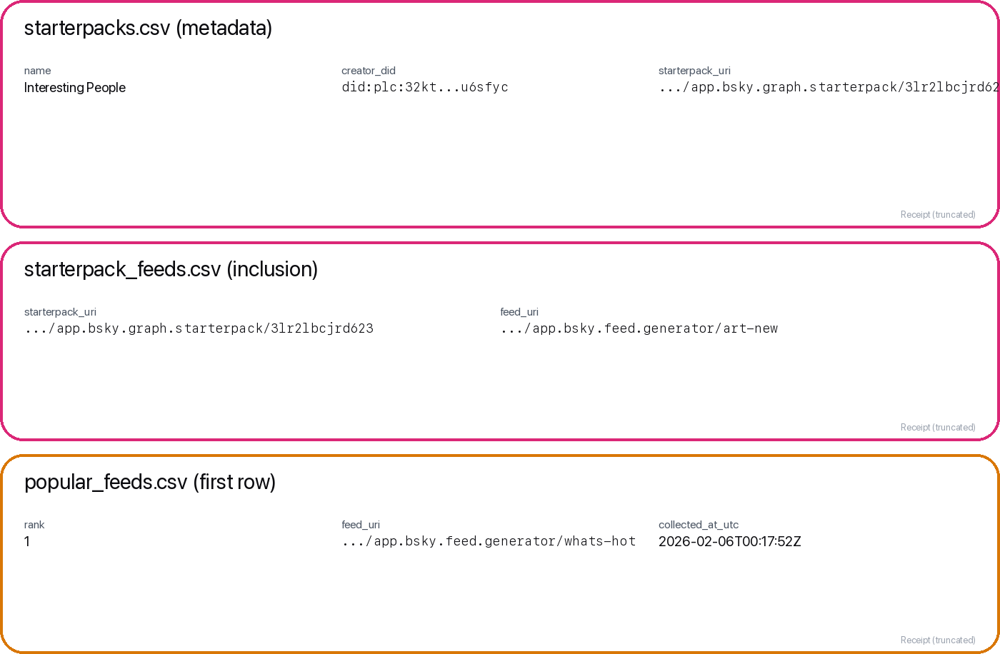 starterpacks.csv (metadata)
name creator_did starterpack_uri
Interesting People did:plc:32kt...u6sfyc .../app.bsky.graph.starterpack/3lr2lbcjrd62
Receipt (truncated)
starterpack_feeds.csv (inclusion)
starterpack_uri feed_uri
.../app.bsky.graph.starterpack/3lr2lbcjrd623 .../app.bsky.feed.generator/art-new
Receipt (truncated)
popular_feeds.csv (first row)
rank feed_uri collected_at_utc
1 .../app.bsky.feed.generator/whats-hot 2026-02-06T00:17:52Z
Receipt (truncated)